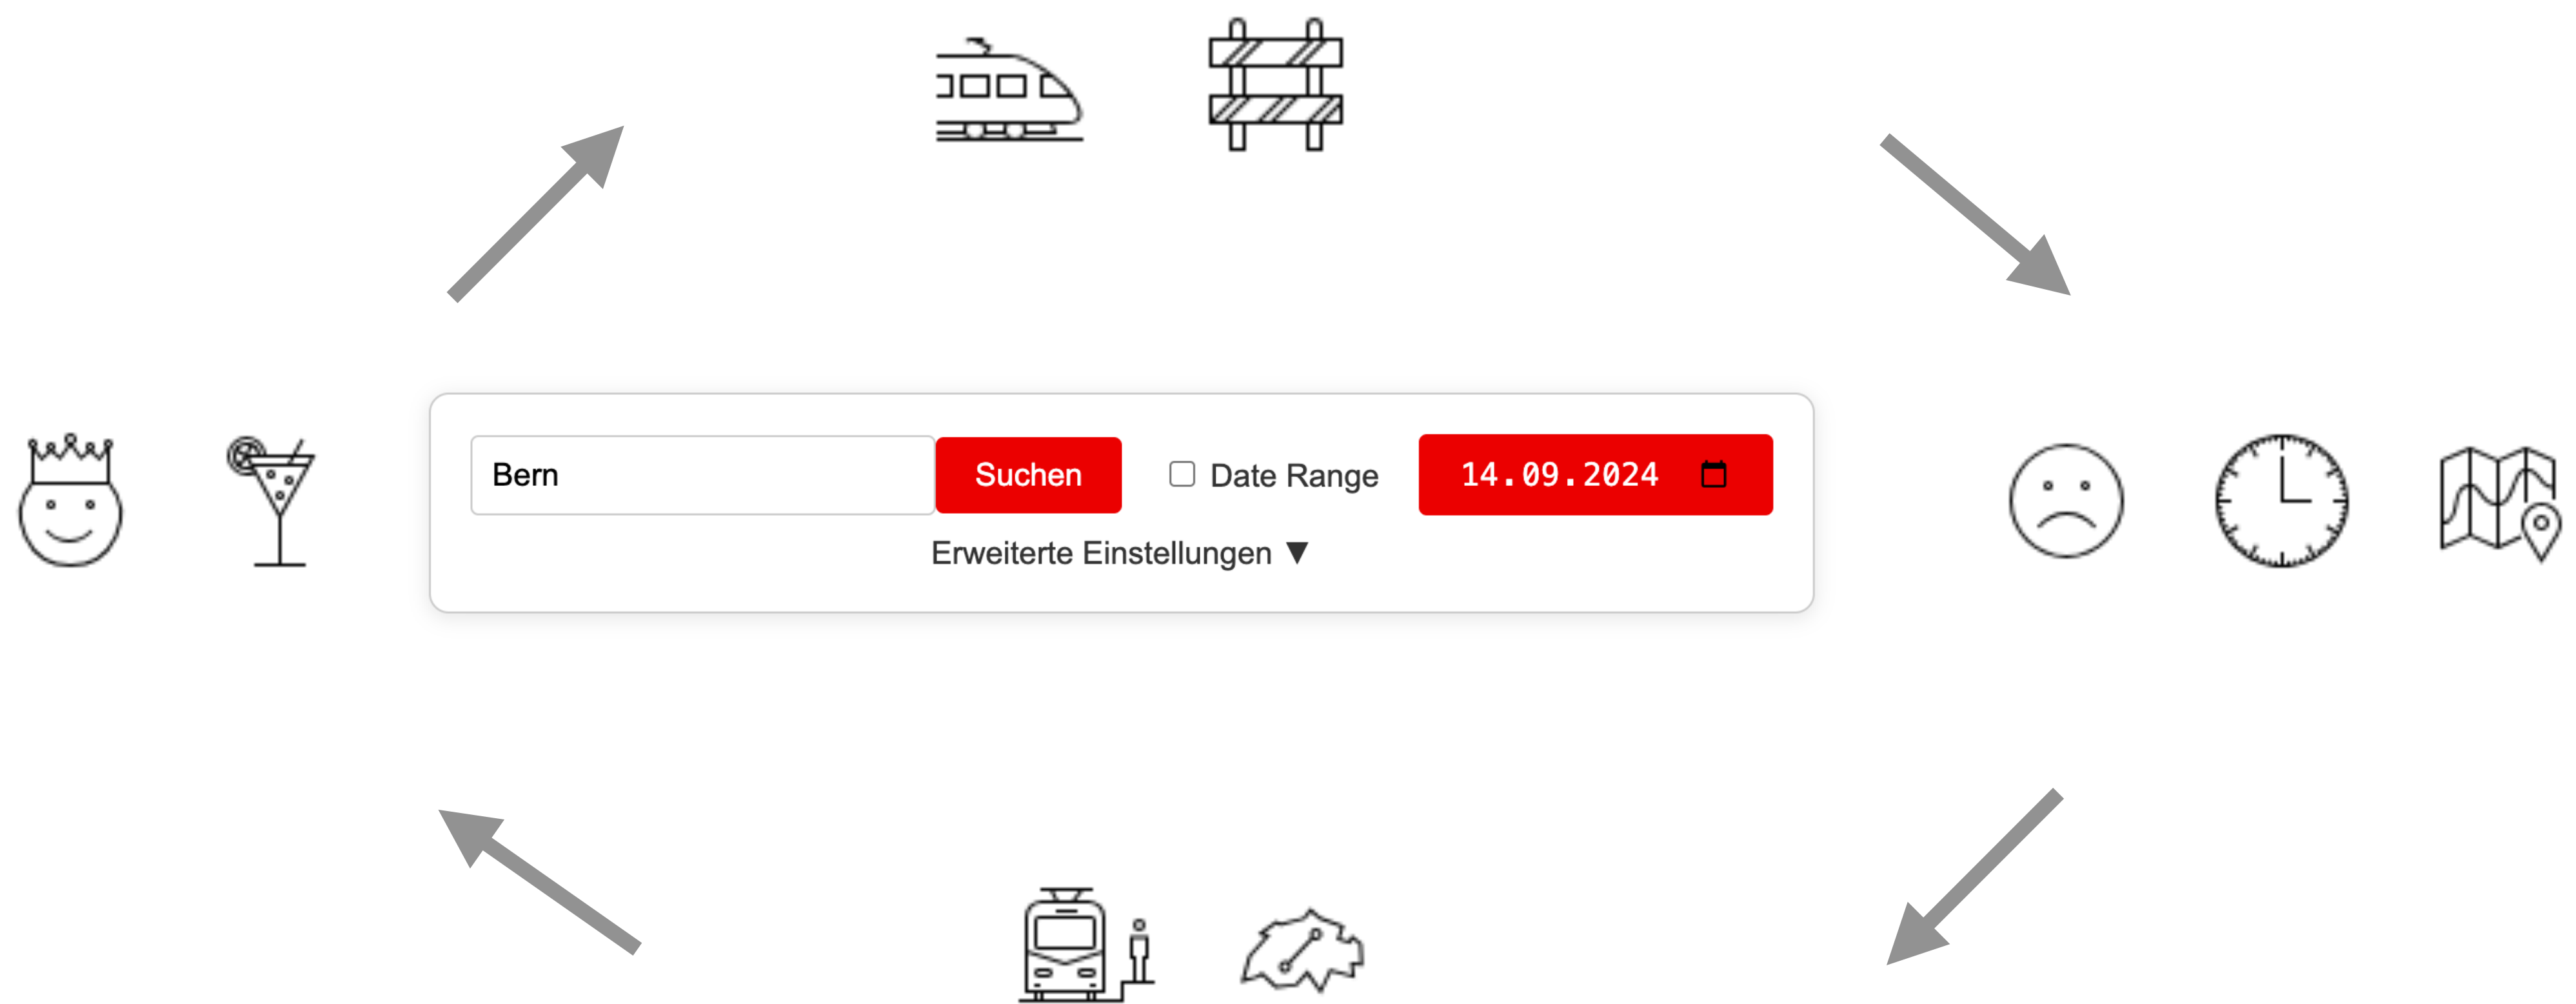 Bern Suchen Date Range 14.09.2024
Erweiterte Einstellungen ▼